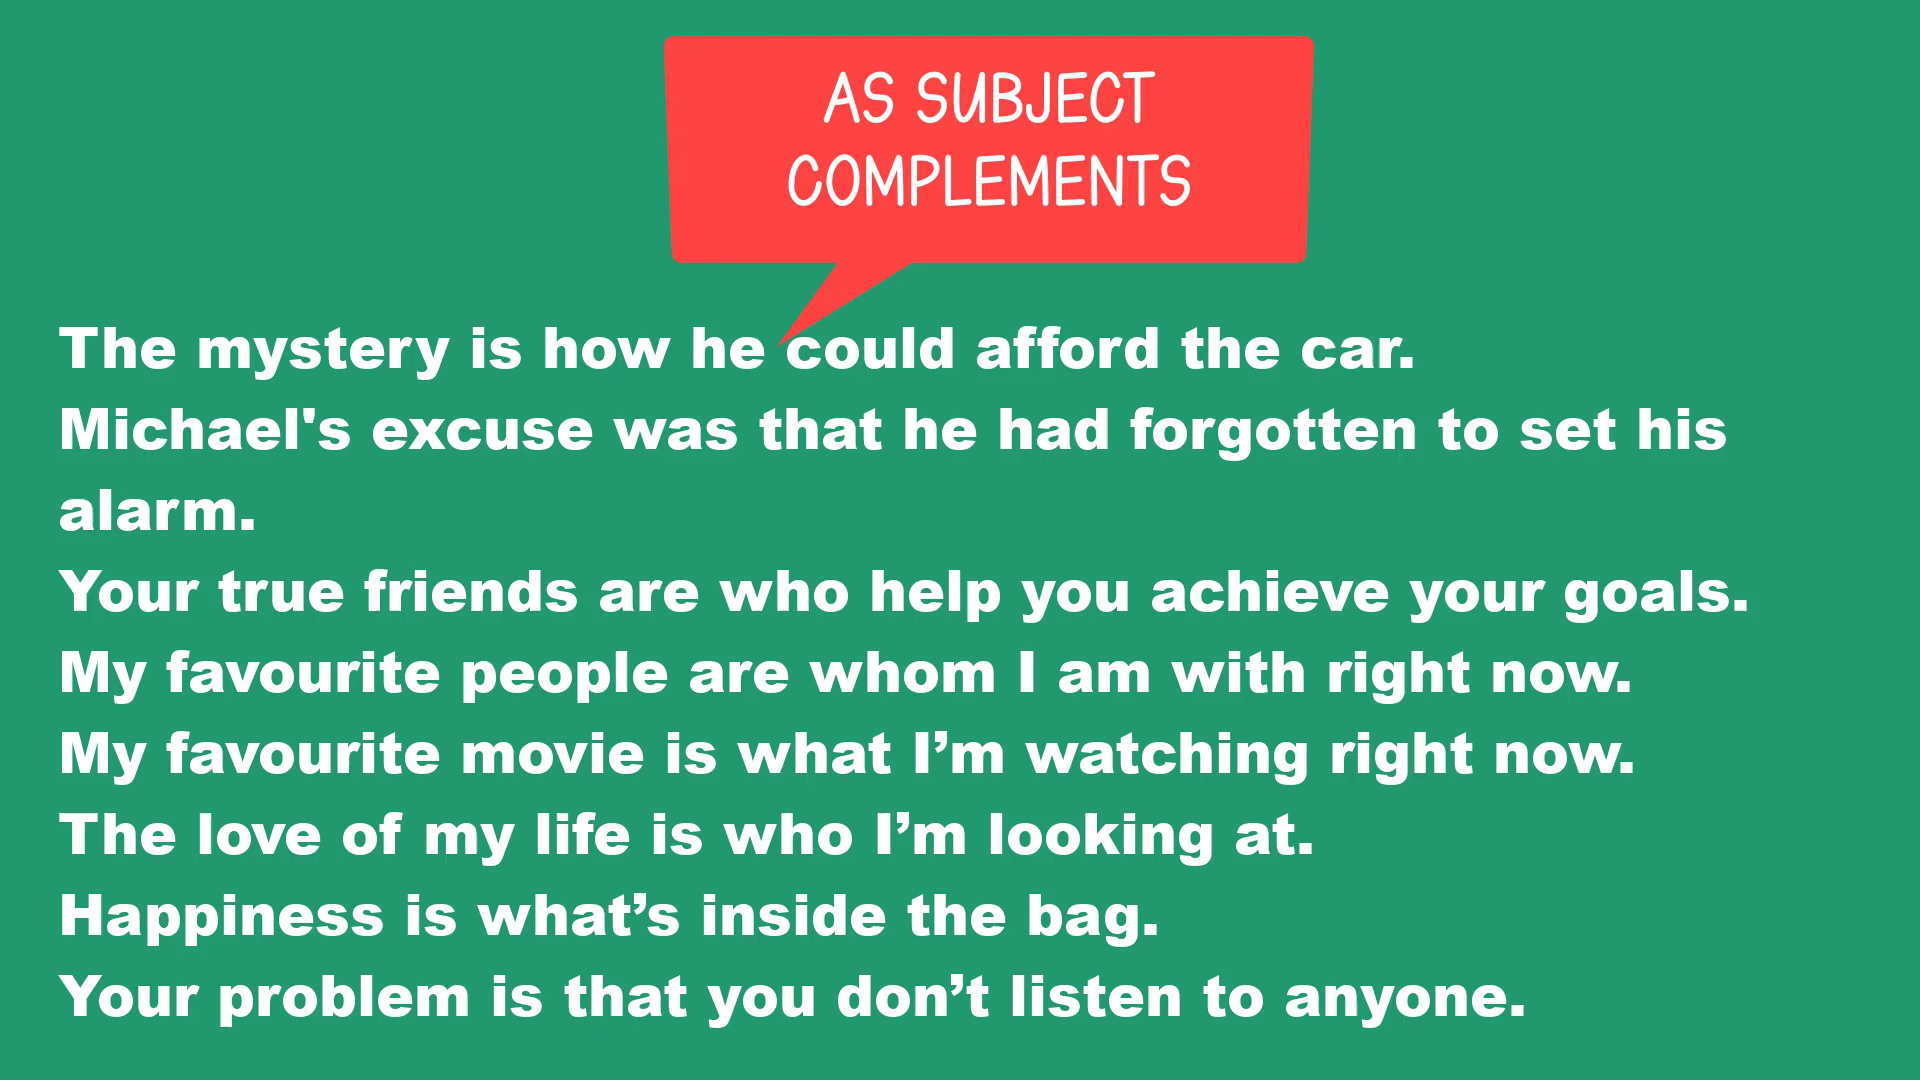 AS SUBJECT
COMPLEMENTS
The mystery is how he could afford the car.
Michael's excuse was that he had forgotten to set his
alarm.
Your true friends are who help you achieve your goals.
My favourite people are whom I am with right now.
My favourite movie is what I’m watching right now.
The love of my life is who I’m looking at.
Happiness is what’s inside the bag.
Your problem is that you don’t listen to anyone.